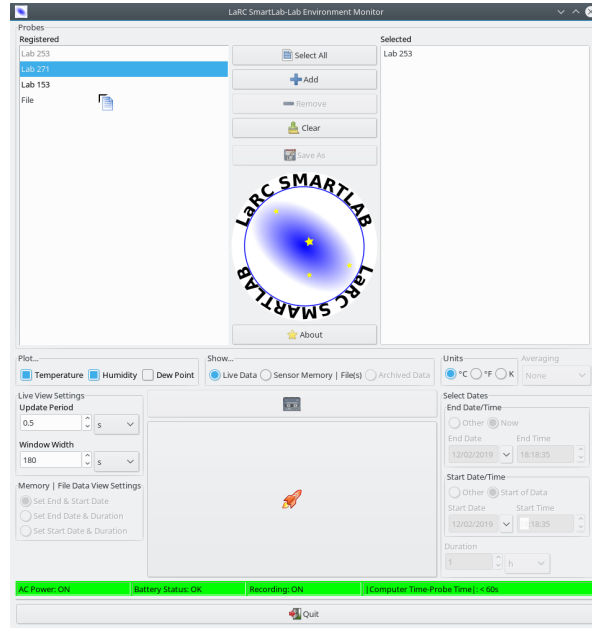 LaRC SmartLab-Lab Environment Monitor
Probes
Registered
Selected
Lab 253
Lab 271
Lab 153
File
Select All
Add
Remove
Clear
Save As
LaRC SMARTLAB
LaRC SMARTLAB
About
Lab 253
Plot...
Temperature
Humidity
Dew Point
Show...
Live Data
Sensor Memory | File(s)
Archived Data
Units
°C
°F
K
Averaging
None
Live View Settings
Update Period
0.5
s
Window Width
180
s
Memory | File Data View Settings
Set End & Start Date
Set End Date & Duration
Set Start Date & Duration
Select Dates
End Date/Time
Other
Now
End Date
End Time
12/02/2019
18:18:35
Start Date/Time
Other
Start of Data
Start Date
Start Time
12/02/2019
:18:35
Duration
1
h
AC Power: ON
Battery Status: OK
Recording: ON
|Computer Time-Probe Time|: < 60s
Quit